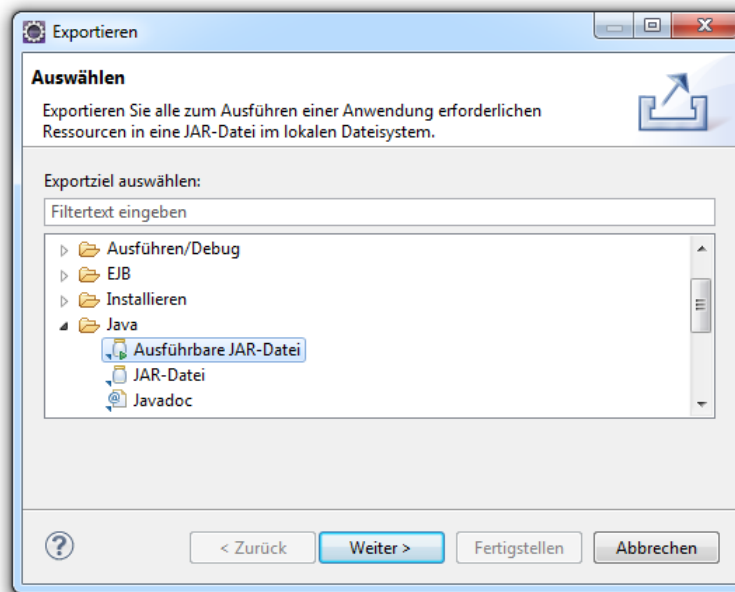 Exportieren
Auswählen
Exportieren Sie alle zum Ausführen einer Anwendung erforderlichen
Ressourcen in eine JAR-Datei im lokalen Dateisystem.
Exportziel auswählen:
Filtertext eingeben
Ausführen/Debug
EJB
Installieren
Java
Ausführbare JAR-Datei
JAR-Datei
Javadoc
< Zurück Weiter > Fertigstellen Abbrechen